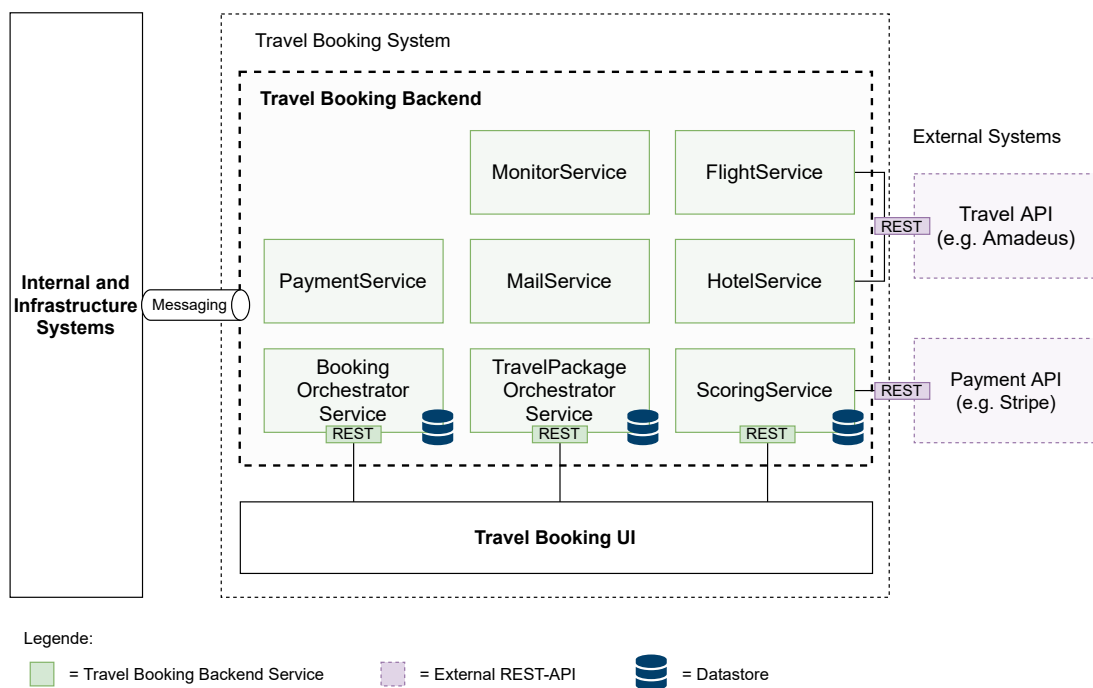 Travel Booking System
Travel Booking Backend
MonitorService
FlightService
External Systems
REST
Travel API
(e.g. Amadeus)
Internal and
Infrastructure
Systems
Messaging
PaymentService
MailService
HotelService
Booking
Orchestrator
Service
REST
TravelPackage
Orchestrator
Service
REST
ScoringService
REST
REST
Payment API
(e.g. Stripe)
Travel Booking UI
Legende:
= Travel Booking Backend Service
= External REST-API
= Datastore